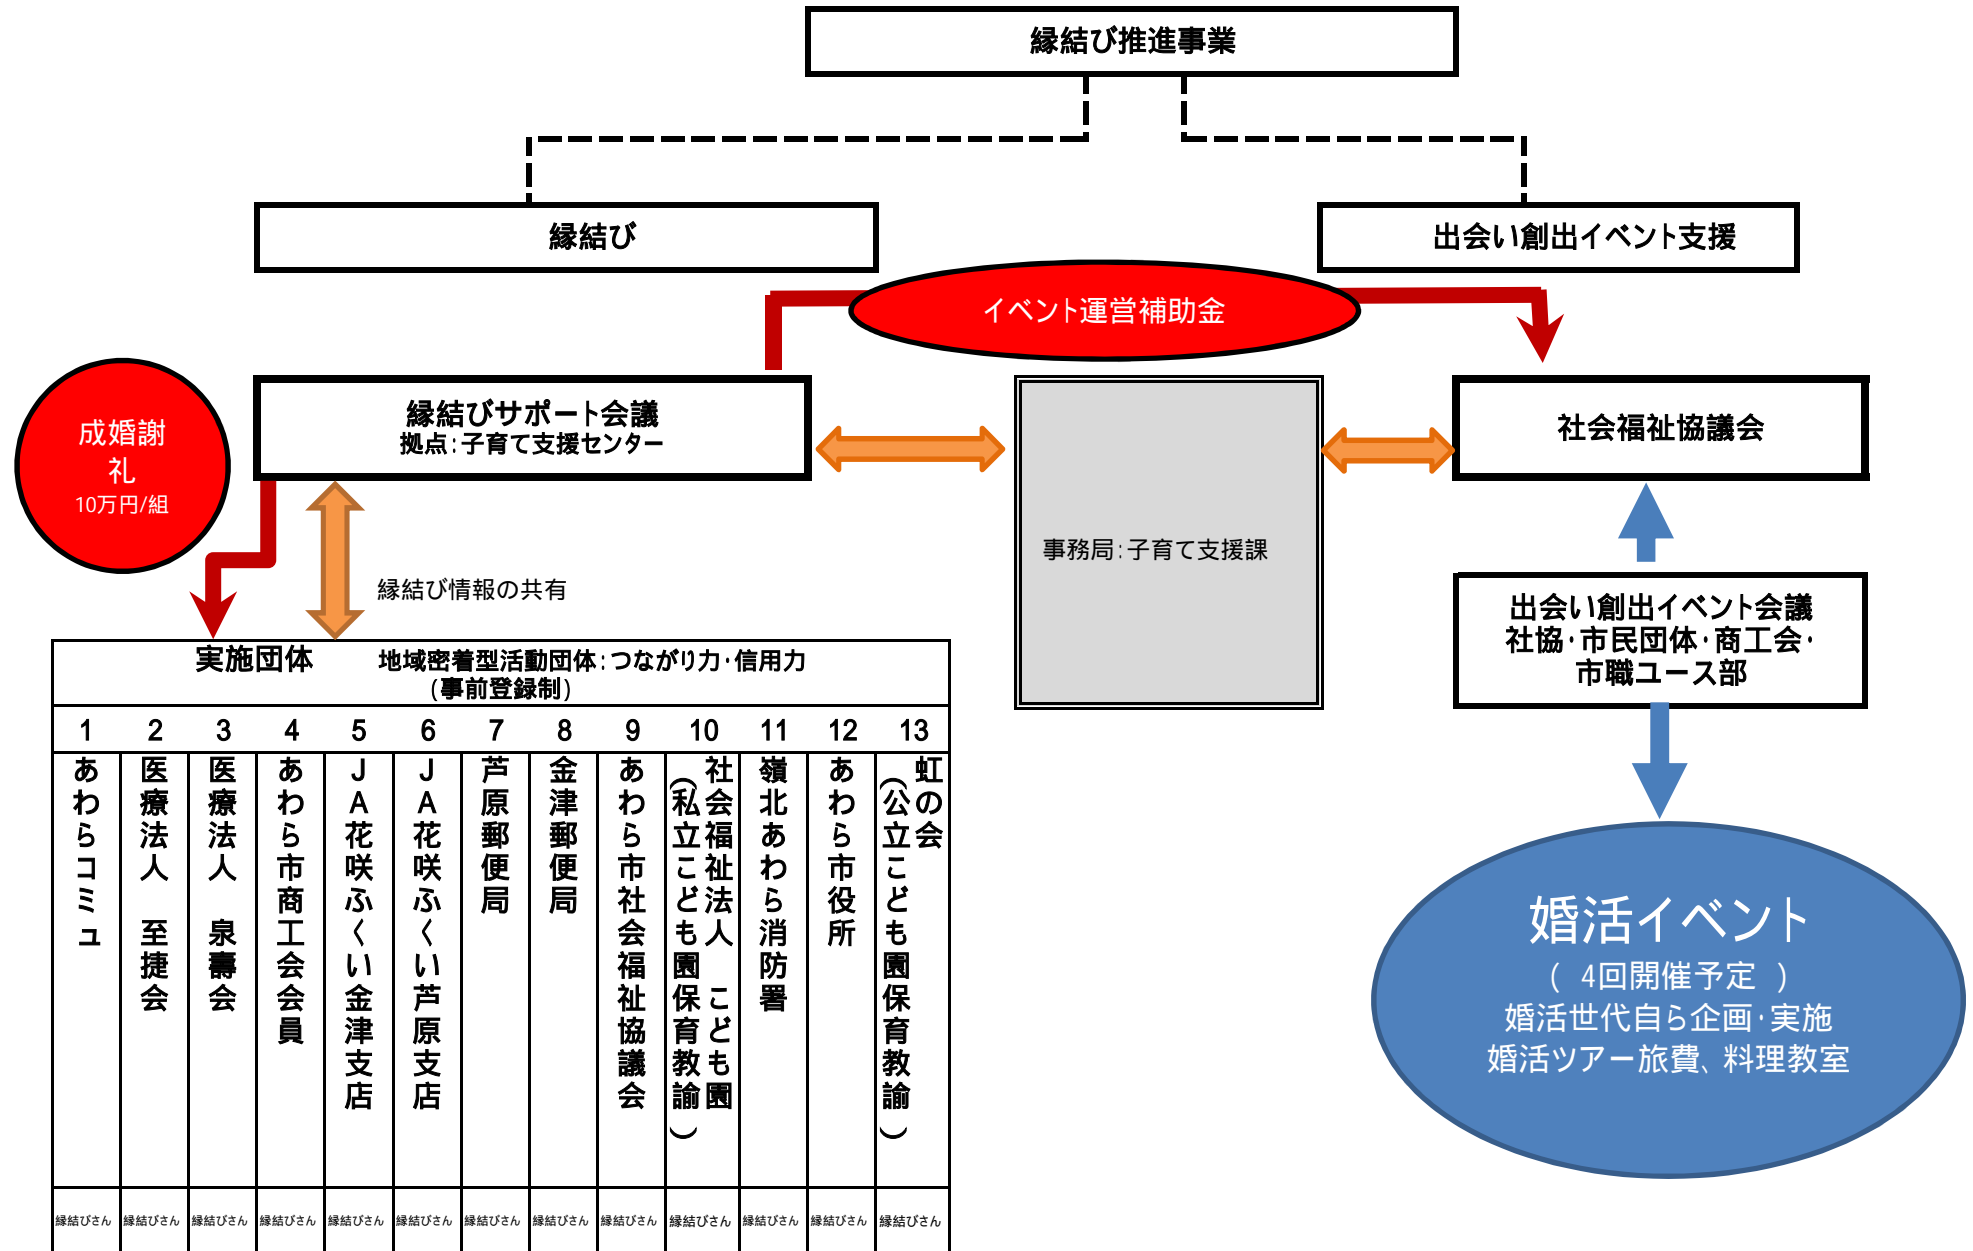 縁結び推進事業
縁結び
出会い創出イベント支援
イベント運営補助金
成婚謝
礼
10万円/組
縁結びサポート会議
拠点:子育て支援センター
社会福祉協議会
事務局:子育て支援課
縁結び情報の共有
出会い創出イベント会議
社協・市民団体・商工会・
市職ユース部
実施団体 地域密着型活動団体:つながり力・信用力
(事前登録制)
1 2 3 4 5 6 7 8 9 10 11 12 13
あわらコミュ
医療法人 至捷会
医療法人 泉壽会
あわら市商工会会員
JA花咲ふくい金津支店
JA花咲ふくい芦原支店
芦原郵便局
金津郵便局
あわら市社会福祉協議会
社会福祉法人 こども園
(私立こども園保育教諭)
嶺北あわら消防署
あわら市役所
虹の会
(公立こども園保育教諭)
縁結びさん 縁結びさん 縁結びさん 縁結びさん 縁結びさん 縁結びさん 縁結びさん 縁結びさん 縁結びさん 縁結びさん 縁結びさん 縁結びさん 縁結びさん
婚活イベント
( 4回開催予定 )
婚活世代自ら企画・実施
婚活ツアー旅費、料理教室